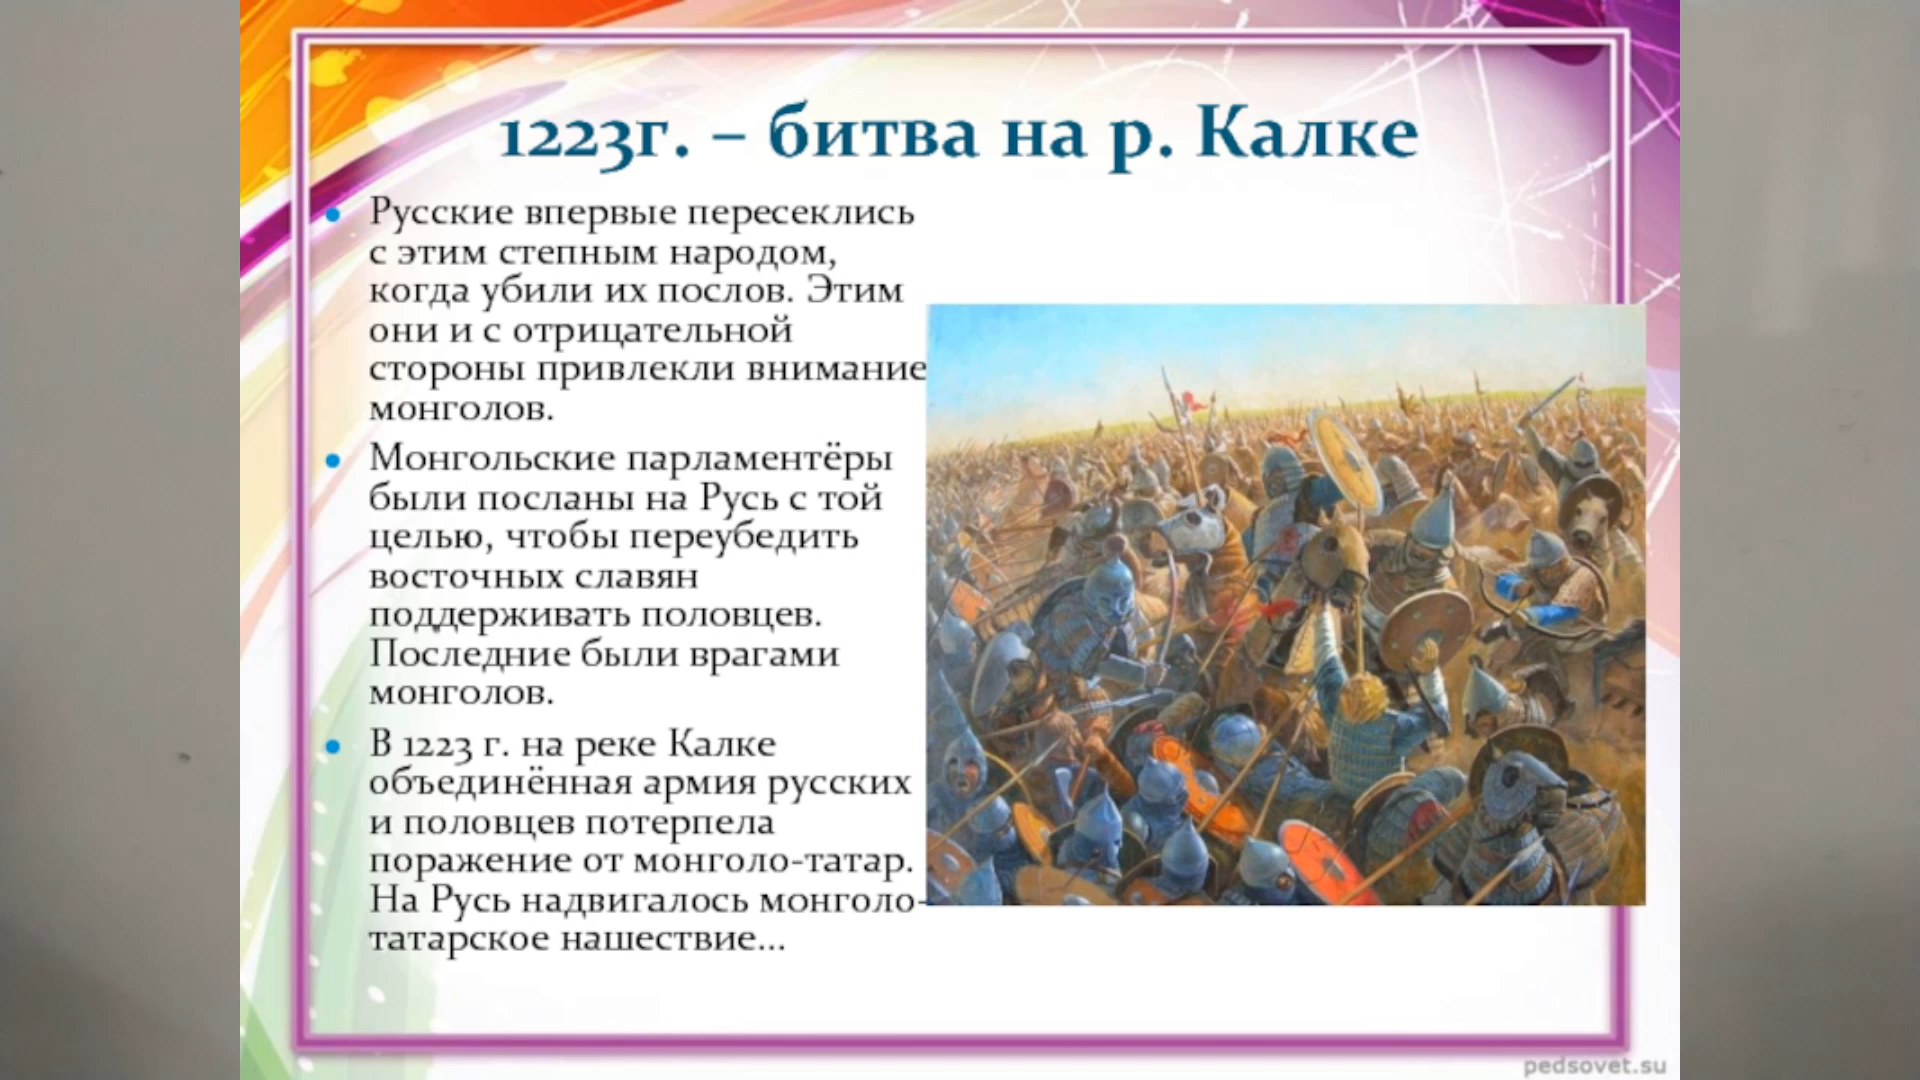 1223г. – битва на р. Калке
Русские впервые пересеклись
с этим степным народом,
когда убили их послов. Этим
они и с отрицательной
стороны привлекли внимание
монголов.
Монгольские парламентёры
были посланы на Русь с той
целью, чтобы переубедить
восточных славян
поддерживать половцев.
Последние были врагами
монголов.
В 1223 г. на реке Калке
объединённая армия русских
и половцев потерпела
поражение от монголо-татар.
На Русь надвигалось монголо-
татарское нашествие...
pedsovet.su